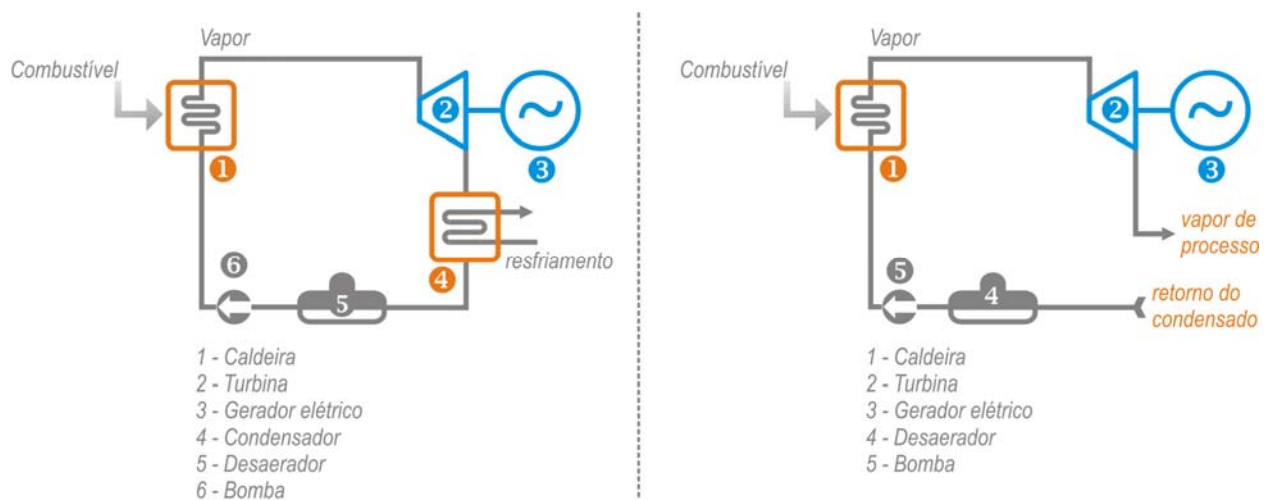 Vapor
Combustível
2
1
3
resfriamento
6
4
5
1 - Caldeira
2 - Turbina
3 - Gerador elétrico
4 - Condensador
5 - Desaerador
6 - Bomba
Vapor
Combustível
2
1
3
vapor de
processo
5
4
retorno do
condensado
1 - Caldeira
2 - Turbina
3 - Gerador elétrico
4 - Desaerador
5 - Bomba